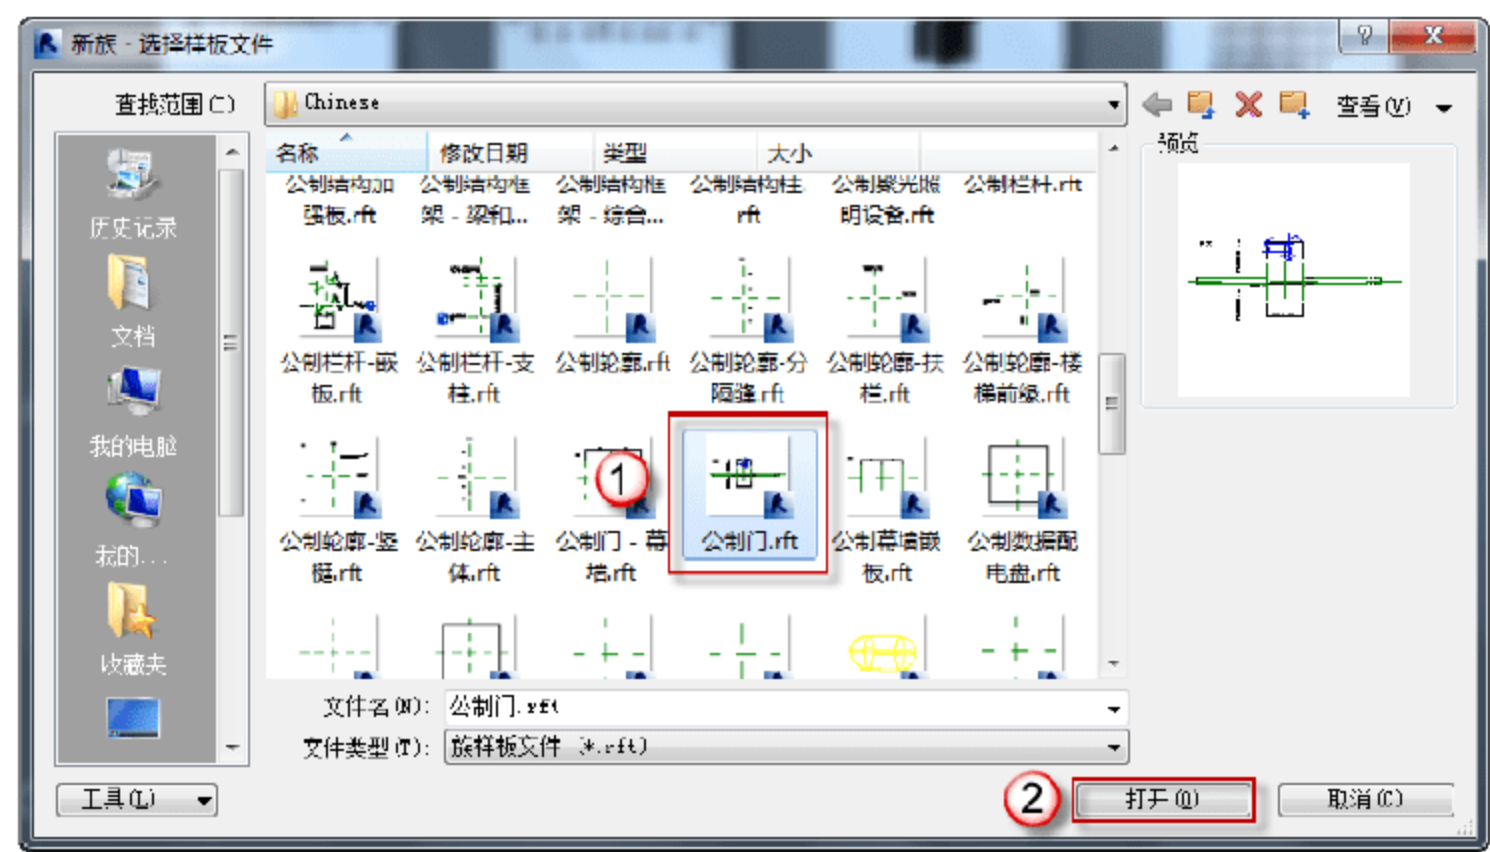 新族 - 选择样板文件
查找范围(I)
Chinese
查看(V)
名称 修改日期 类型 大小
预览
公制结构加强板.rft
公制结构框架 - 梁和...
公制结构框架 - 综合...
公制结构柱.rft
公制聚光照明设备.rft
公制栏杆.rft
历史记录
文档
我的电脑
我的...
收藏夹
公制栏杆-嵌板.rft
公制栏杆-支柱.rft
公制轮廓.rft
公制轮廓-分隔缝.rft
公制轮廓-扶栏.rft
公制轮廓-楼梯前缘.rft
1
公制轮廓-竖梃.rft
公制轮廓-主体.rft
公制门 - 幕墙.rft
公制门.rft
公制幕墙嵌板.rft
公制数据配电盘.rft
文件名(N): 公制门.rft
文件类型(T): 族样板文件 (*.rft)
工具(L)
2
打开(O)
取消(C)